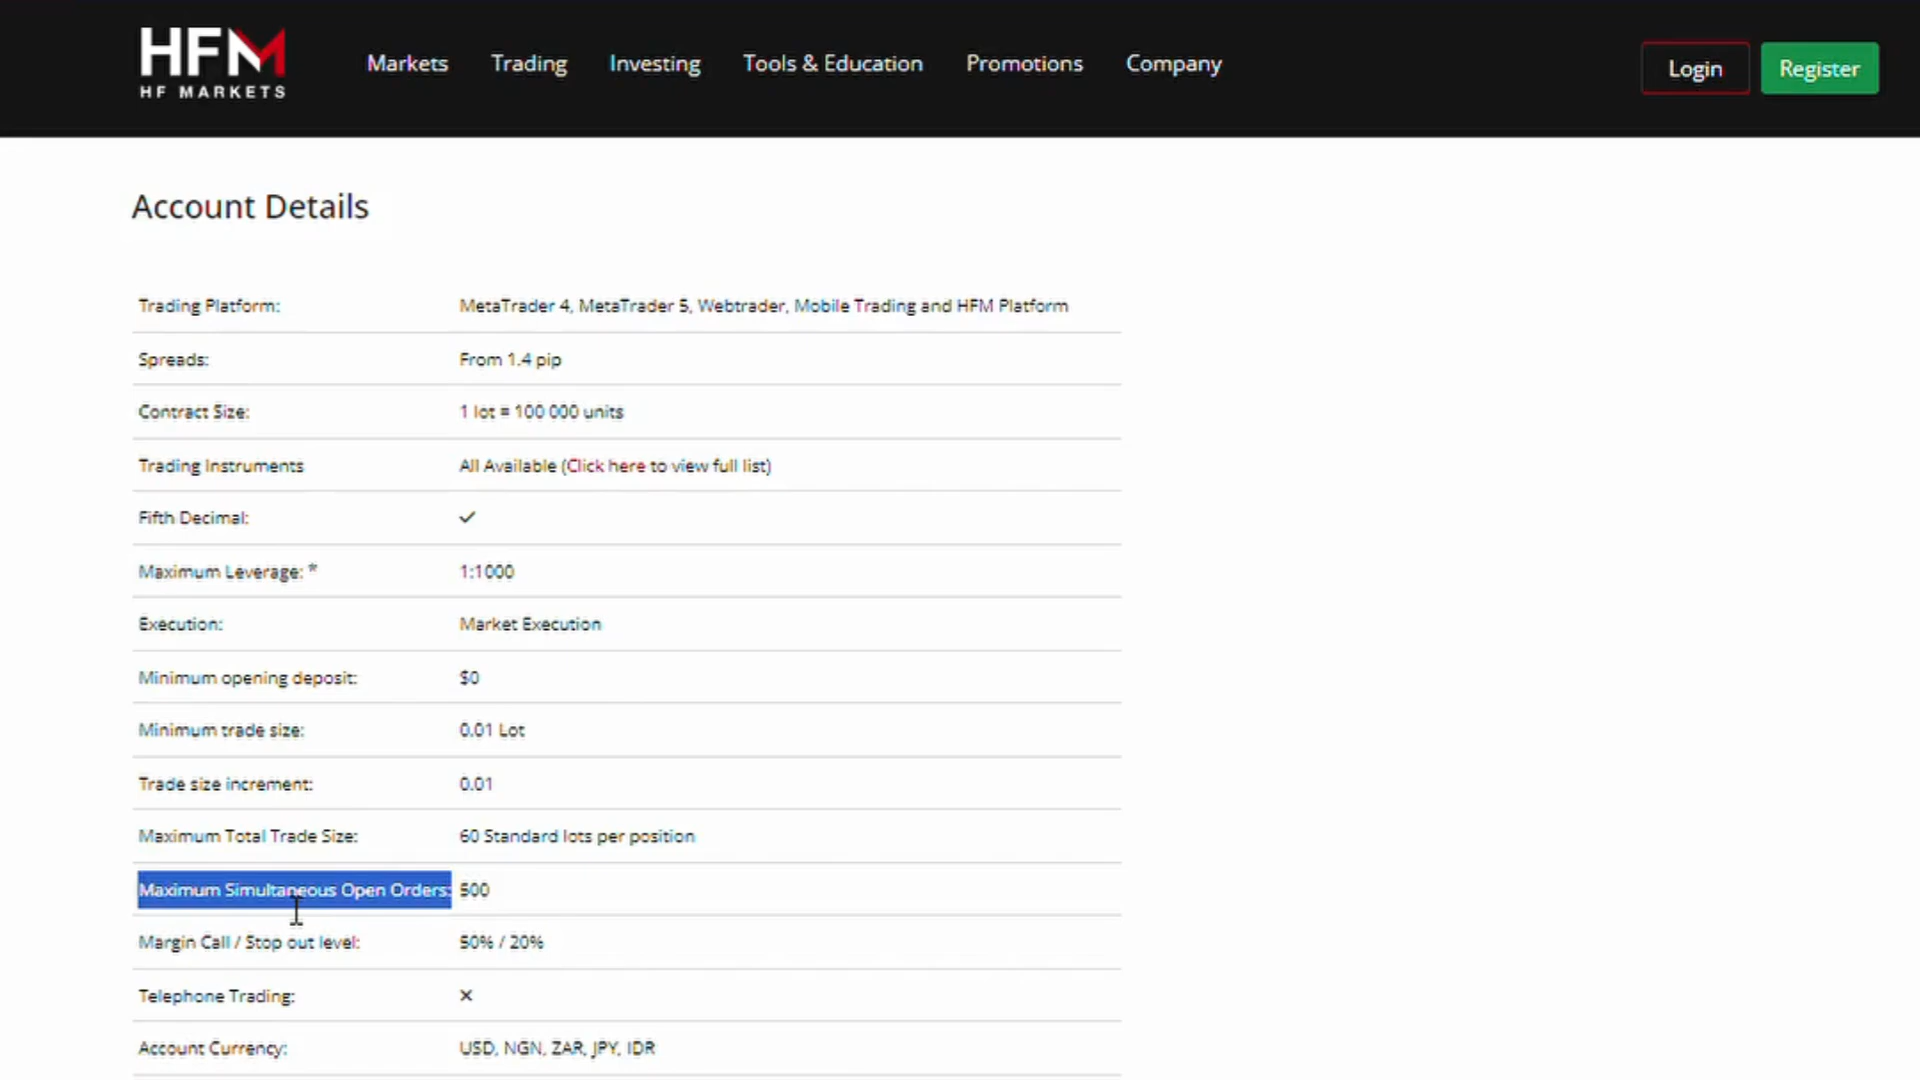 HFM
HF MARKETS
Markets Trading Investing Tools & Education Promotions Company
Login Register
Account Details
Trading Platform: MetaTrader 4, MetaTrader 5, Webtrader, Mobile Trading and HFM Platform
Spreads: From 1.4 pip
Contract Size: 1 lot = 100 000 units
Trading Instruments All Available (Click here to view full list)
Fifth Decimal: ✓
Maximum Leverage: * 1:1000
Execution: Market Execution
Minimum opening deposit: $0
Minimum trade size: 0.01 Lot
Trade size increment: 0.01
Maximum Total Trade Size: 60 Standard lots per position
Maximum Simultaneous Open Orders: 500
Margin Call / Stop out level: 50% / 20%
Telephone Trading: ✕
Account Currency: USD, NGN, ZAR, JPY, IDR